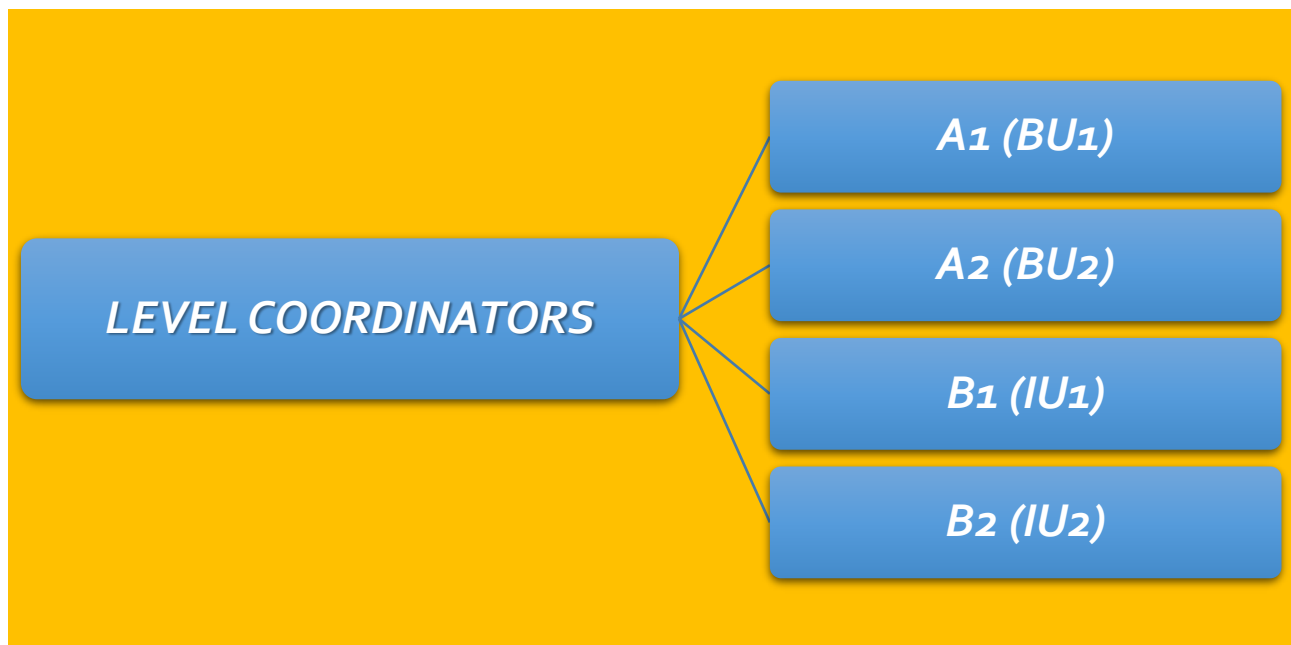 LEVEL COORDINATORS
A1 (BU1)
A2 (BU2)
B1 (IU1)
B2 (IU2)